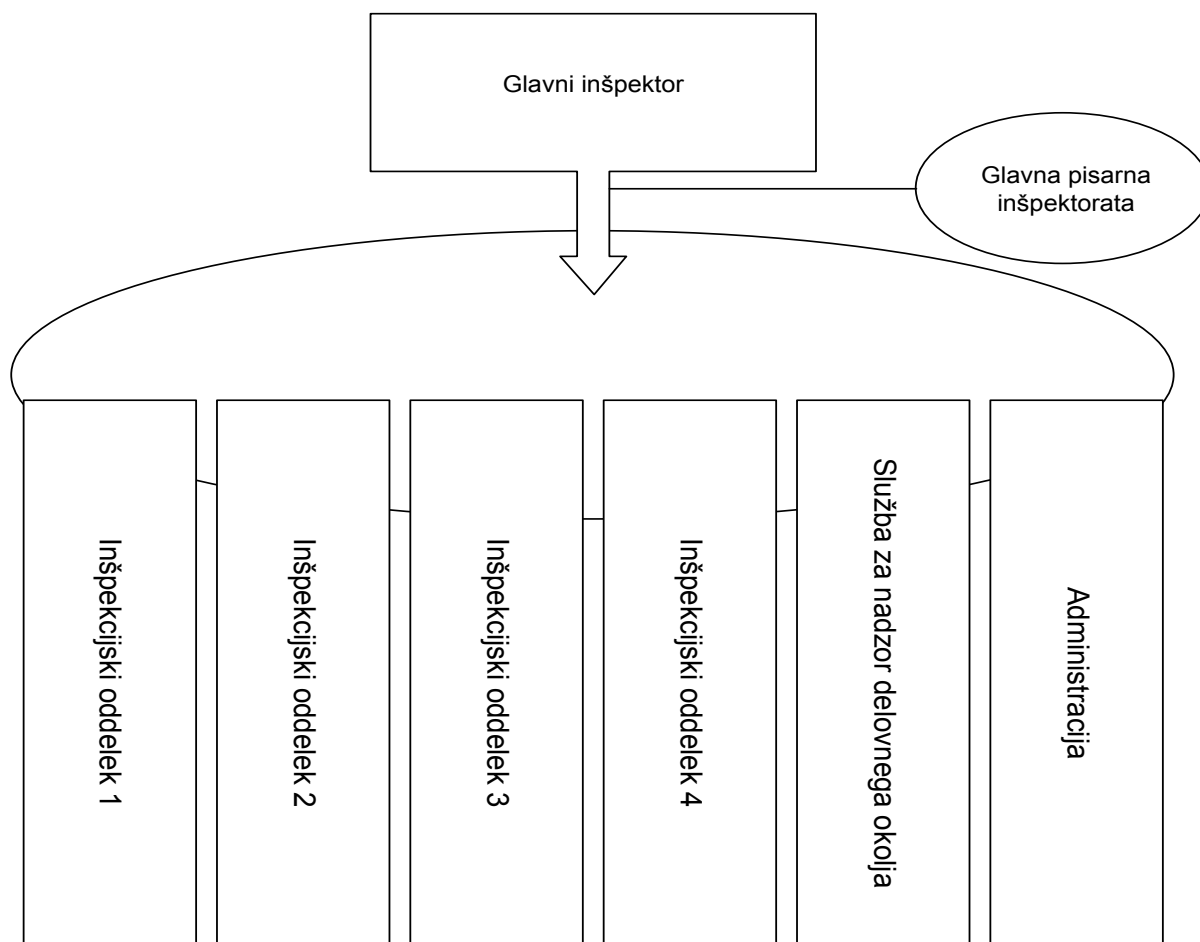 Glavni inšpektor
Glavna pisarna
inšpektorata
Inšpekcijski oddelek 1
Inšpekcijski oddelek 2
Inšpekcijski oddelek 3
Inšpekcijski oddelek 4
Služba za nadzor delovnega okolja
Administracija